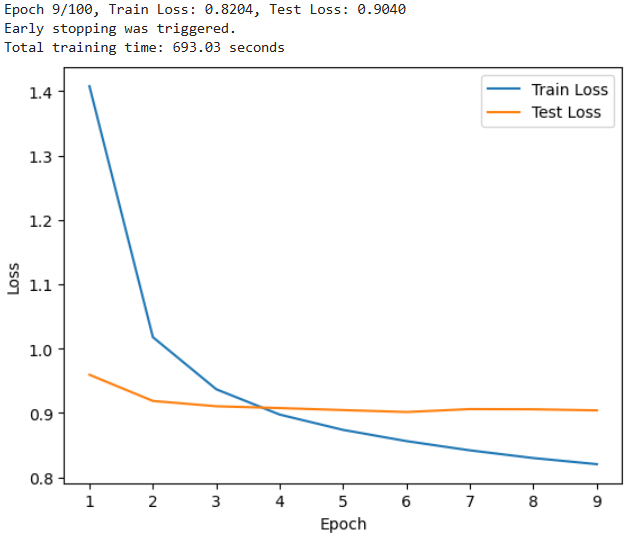 Epoch 9/100, Train Loss: 0.8204, Test Loss: 0.9040
Early stopping was triggered.
Total training time: 693.03 seconds
Train Loss
Test Loss
1.4
1.3
1.2
1.1
1.0
0.9
0.8
Loss
1 2 3 4 5 6 7 8 9
Epoch